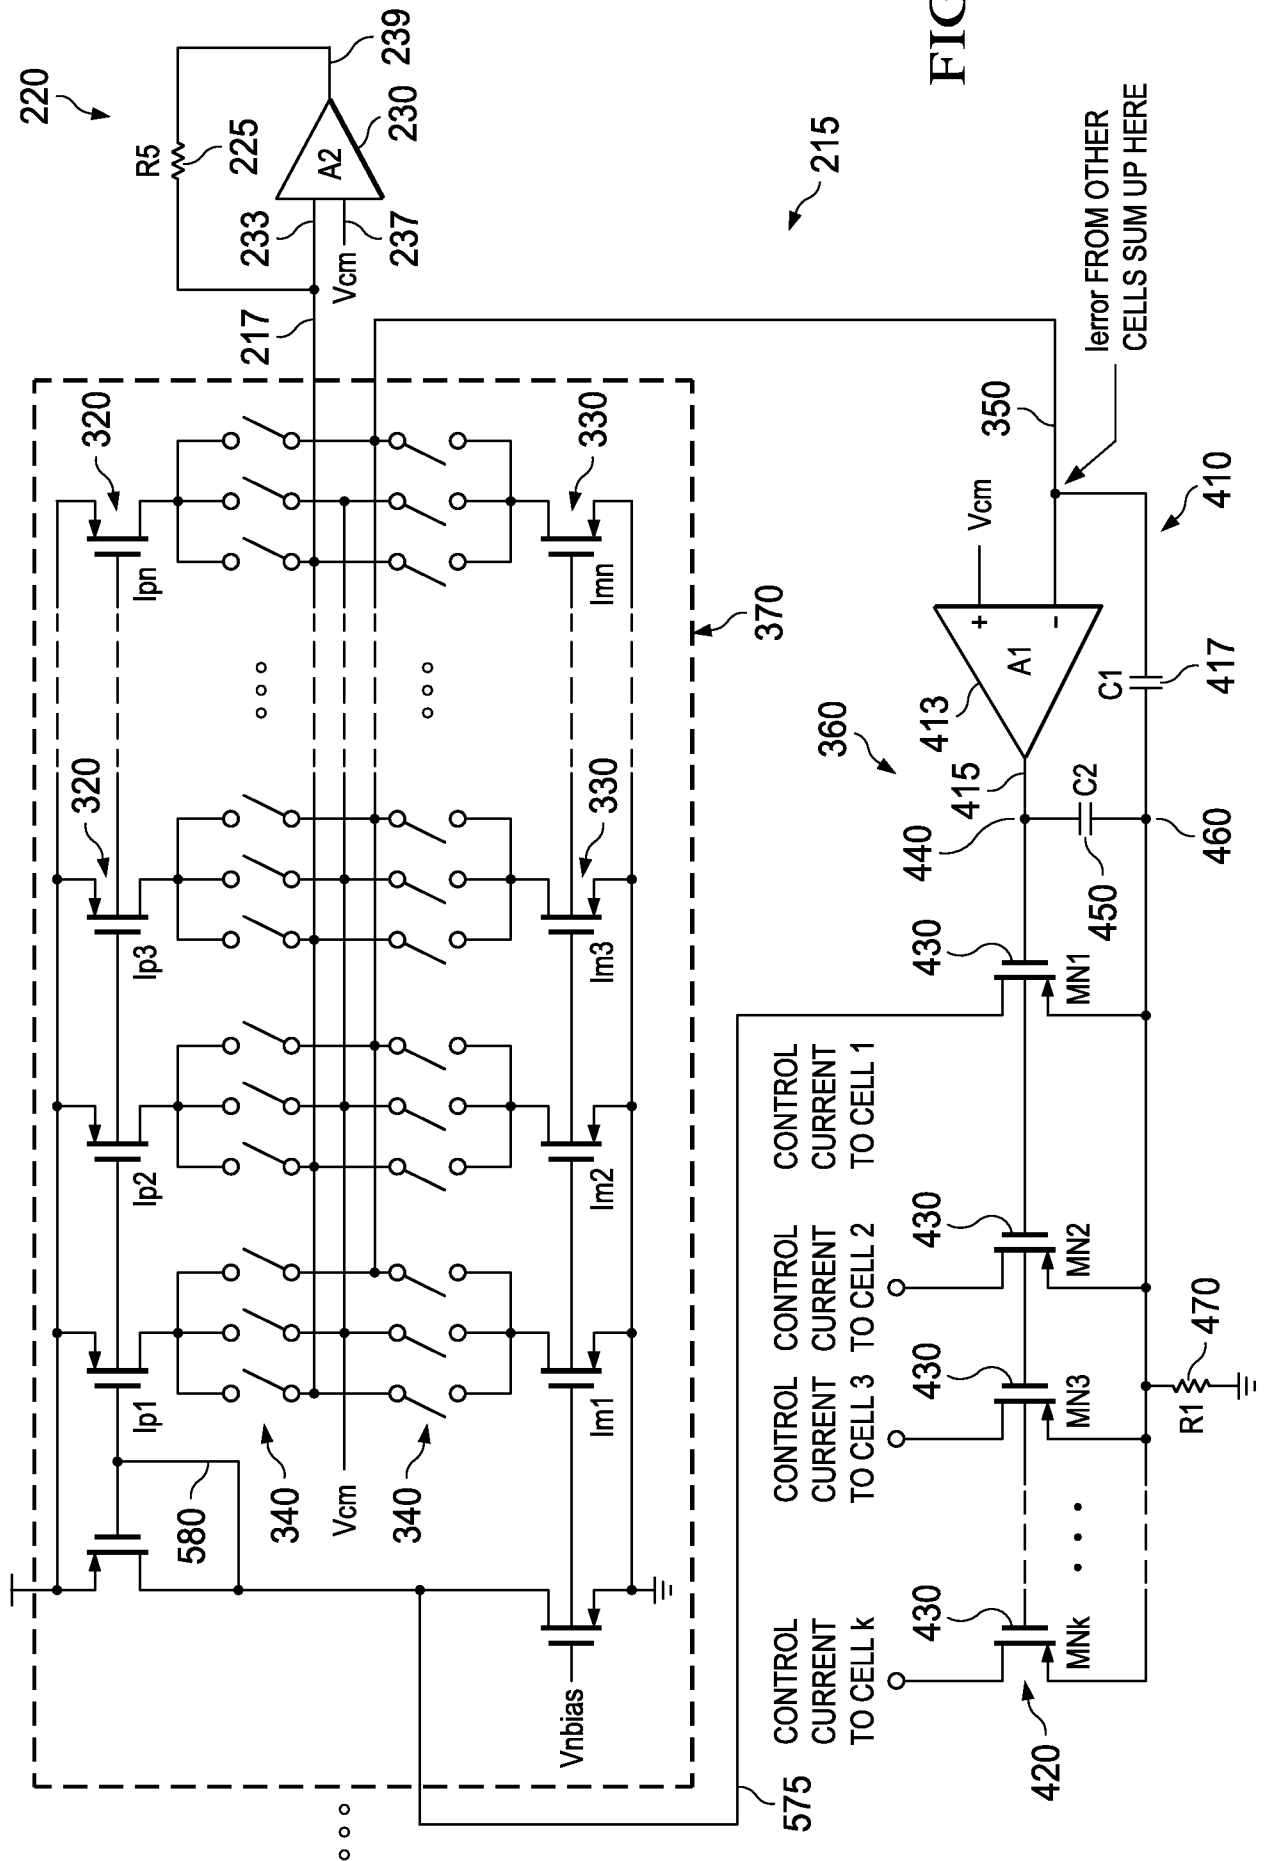 FIG
220
239
R5
225
230
A2
233
237
Vcm
217
215
320
320
330
330
Ipn
Ip3
Ip2
Ip1
Imn
Im3
Im2
Im1
370
340
Vcm
340
580
Vnbias
575
Ierror FROM OTHER
CELLS SUM UP HERE
350
410
Vcm
+
-
A1
413
360
415
440
C1
417
C2
450
460
430
MN1
CONTROL
CURRENT
TO CELL 1
430
MN2
CONTROL
CURRENT
TO CELL 2
430
MN3
CONTROL
CURRENT
TO CELL 3
R1
470
430
MNk
CONTROL
CURRENT
TO CELL k
420